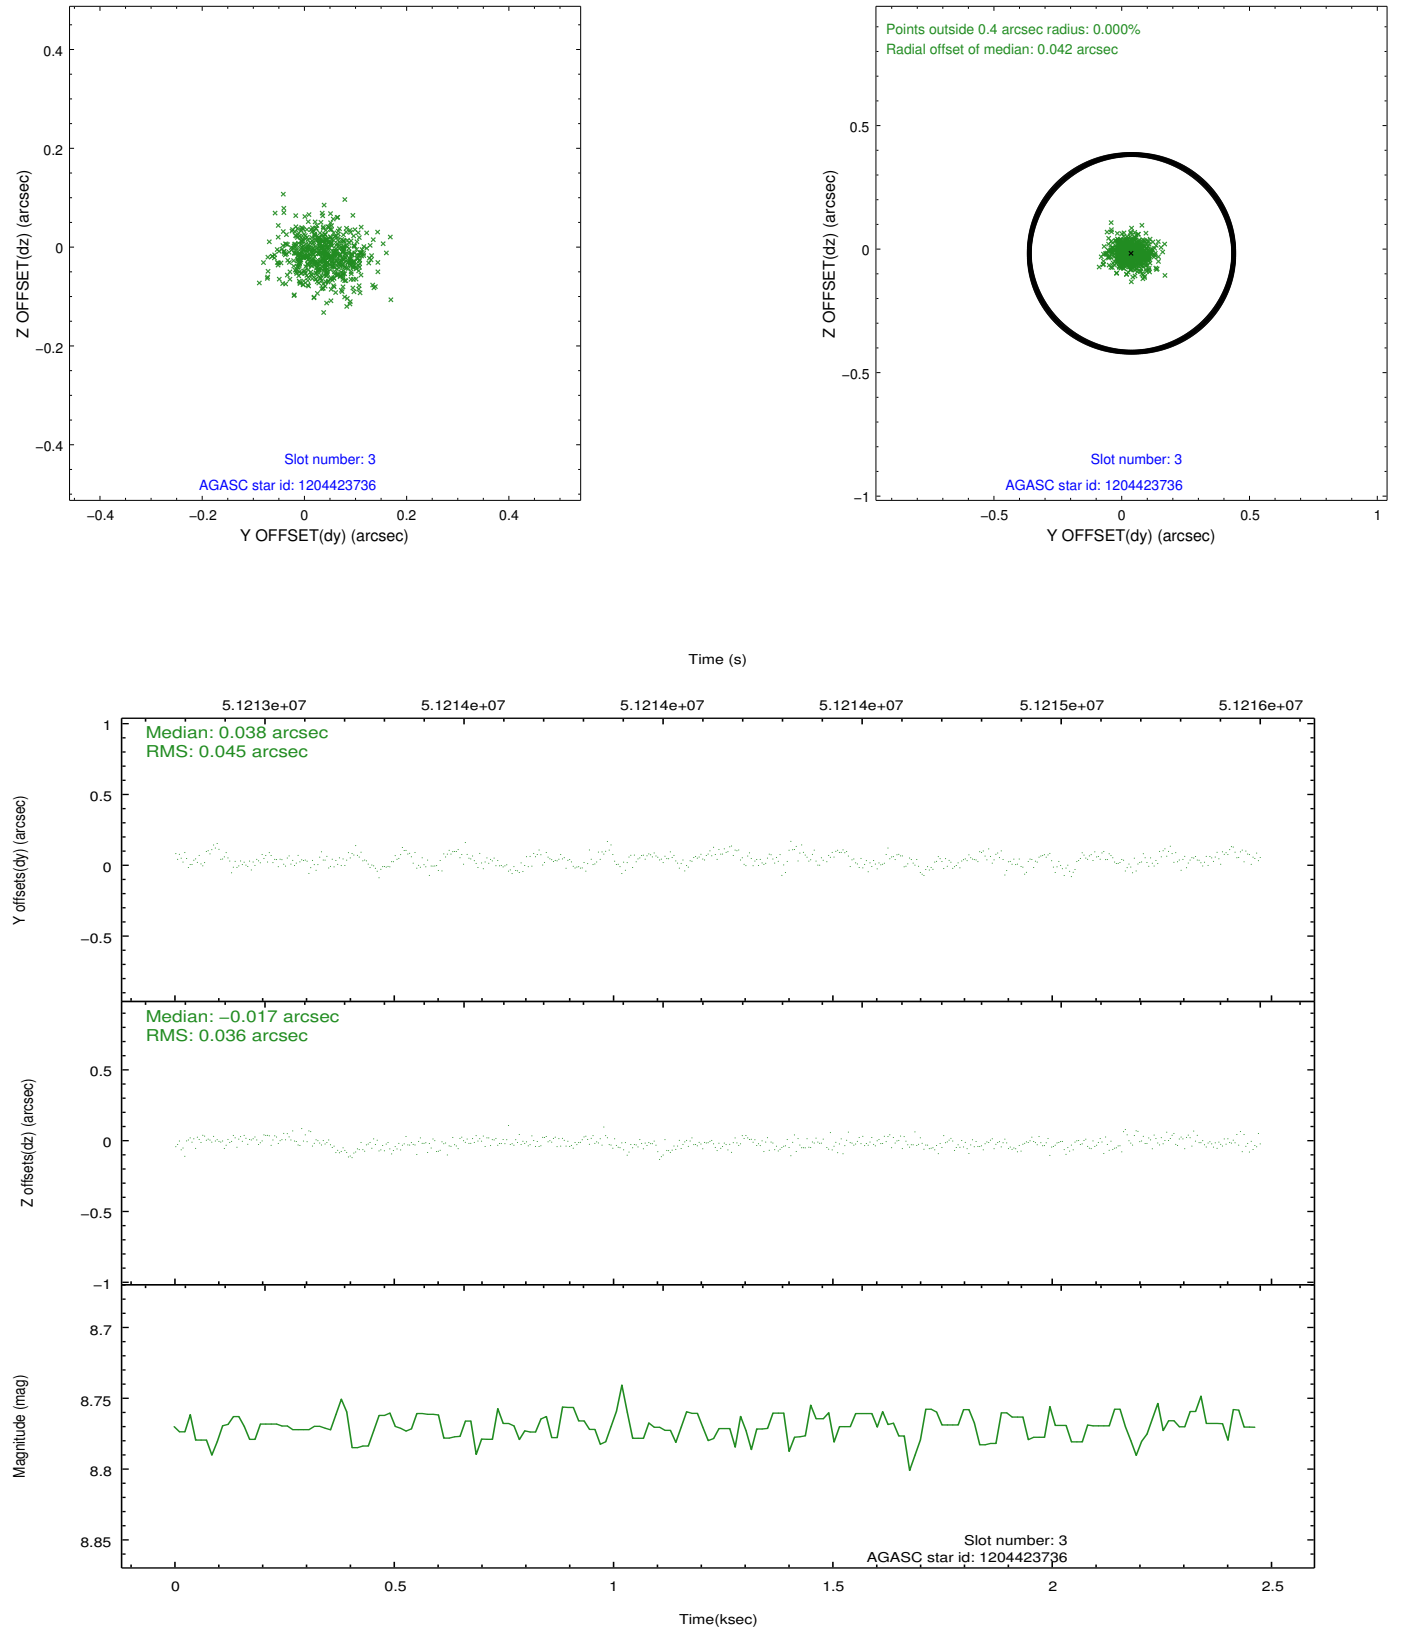 0.4
0.2
0
−0.2
−0.4
Z OFFSET(dz) (arcsec)
Slot number: 3
AGASC star id: 1204423736
−0.4 −0.2 0 0.2 0.4
Y OFFSET(dy) (arcsec)
Points outside 0.4 arcsec radius: 0.000%
Radial offset of median: 0.042 arcsec
0.5
0
−0.5
−1
Z OFFSET(dz) (arcsec)
Slot number: 3
AGASC star id: 1204423736
−0.5 0 0.5 1
Y OFFSET(dy) (arcsec)
Time (s)
5.1213e+07 5.1214e+07 5.1214e+07 5.1214e+07 5.1215e+07 5.1216e+07
Median: 0.038 arcsec
RMS: 0.045 arcsec
1
0.5
0
−0.5
Y offsets(dy) (arcsec)
Median: −0.017 arcsec
RMS: 0.036 arcsec
0.5
0
−0.5
−1
Z offsets(dz) (arcsec)
8.7
8.75
8.8
8.85
Magnitude (mag)
Slot number: 3
AGASC star id: 1204423736
0 0.5 1 1.5 2 2.5
Time(ksec)